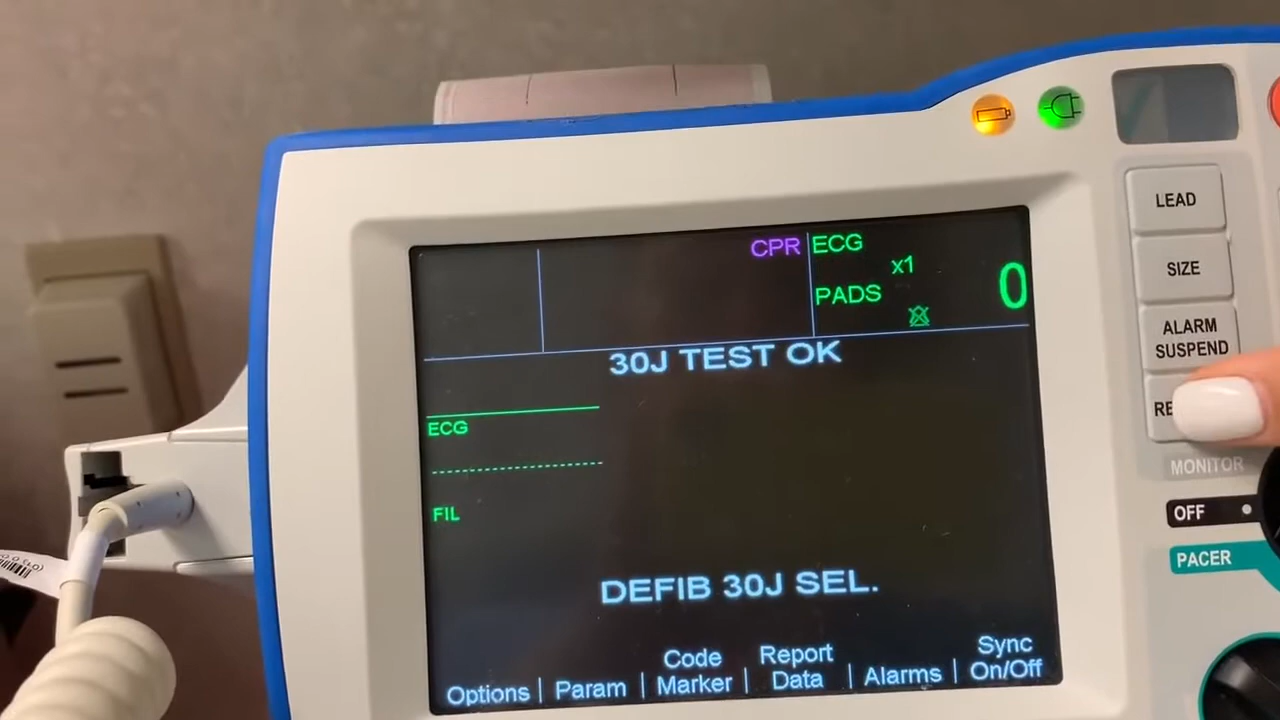 LEAD
SIZE
ALARM
SUSPEND
RE
MONITOR
OFF
PACER
CPR
ECG
x1
PADS
0
30J TEST OK
ECG
FIL
DEFIB 30J SEL.
Options
Param
Code
Marker
Report
Data
Alarms
Sync
On/Off